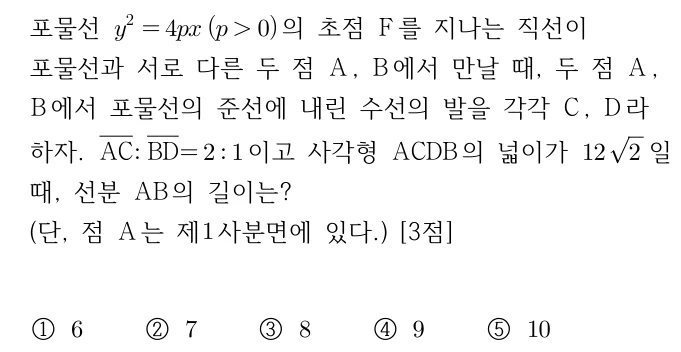 포물선 y² = 4px (p > 0)의 초점 F를 지나는 직선이
포물선과 서로 다른 두 점 A, B에서 만날 때, 두 점 A,
B에서 포물선의 준선에 내린 수선의 발을 각각 C, D라
하자. A̅C̅ : B̅D̅ = 2 : 1이고 사각형 ACDB의 넓이가 12√2 일
때, 선분 AB의 길이는?
(단, 점 A는 제1사분면에 있다.) [3점]
① 6 ② 7 ③ 8 ④ 9 ⑤ 10